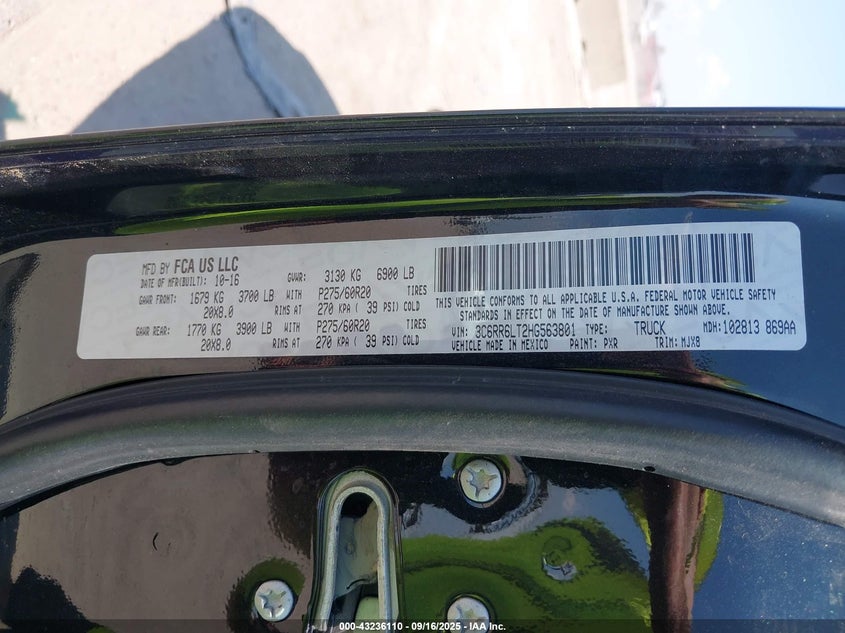 MFD BY FCA US LLC
DATE OF MFR(BUILT): 10-16 GVWR: 3130 KG 6900 LB
GAWR FRONT: 1679 KG 3700 LB WITH P275/60R20 TIRES
20X8.0 RIMS AT 270 KPA ( 39 PSI) COLD
GAWR REAR: 1770 KG 3900 LB WITH P275/60R20 TIRES
20X8.0 RIMS AT 270 KPA ( 39 PSI) COLD
THIS VEHICLE CONFORMS TO ALL APPLICABLE U.S.A. FEDERAL MOTOR VEHICLE SAFETY
STANDARDS IN EFFECT ON THE DATE OF MANUFACTURE SHOWN ABOVE.
VIN: 3C6RR6LT2HG563801 TYPE: TRUCK MDH: 102813 869AA
VEHICLE MADE IN MEXICO PAINT: PXR TRIM: MJX8
000-43236110 - 09/16/2025 - IAA Inc.